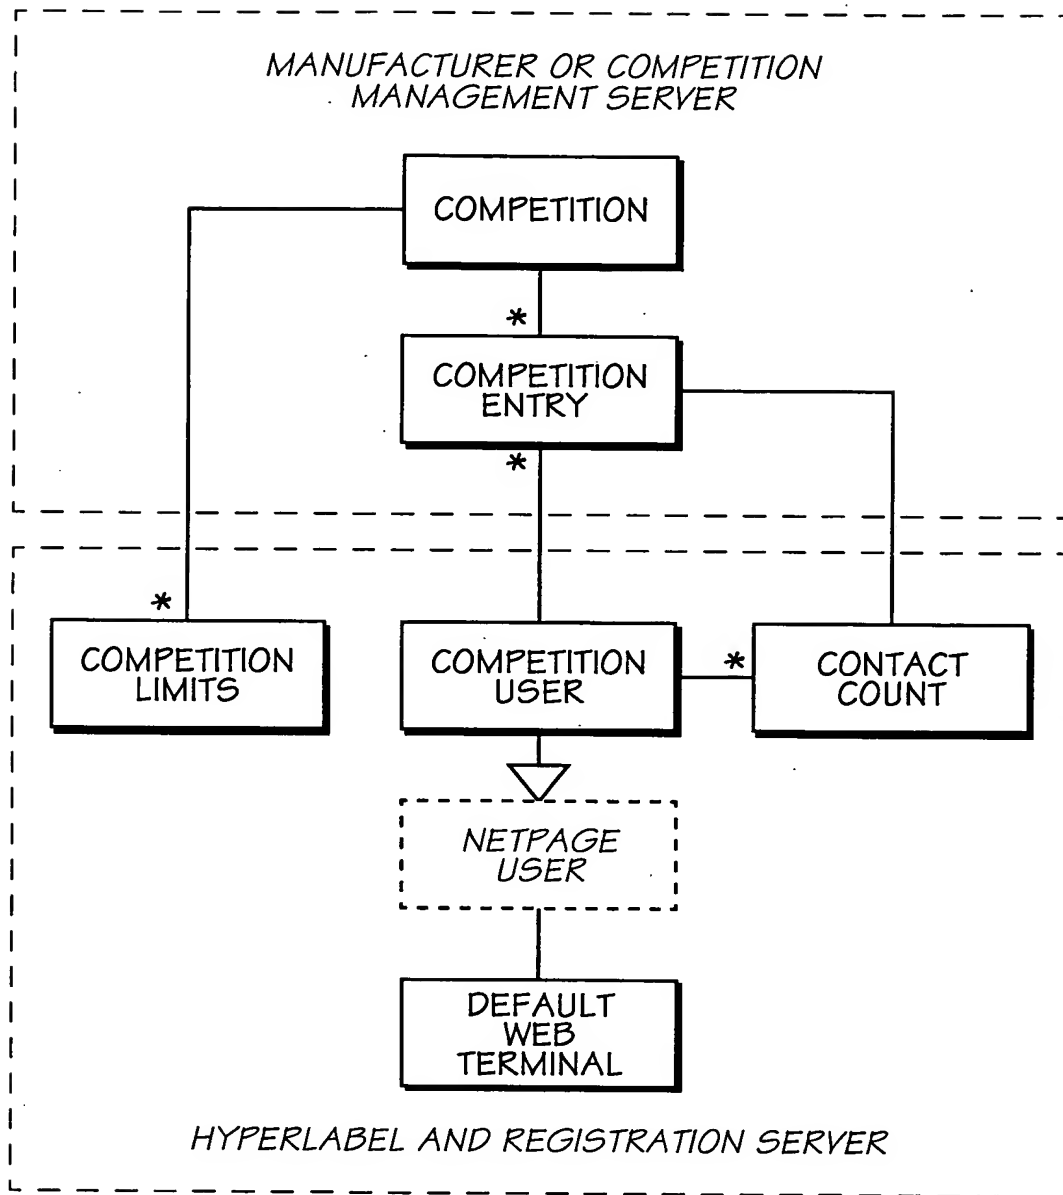 MANUFACTURER OR COMPETITION
MANAGEMENT SERVER
COMPETITION
*
COMPETITION
ENTRY
*
*
COMPETITION
LIMITS
COMPETITION
USER
*
CONTACT
COUNT
NETPAGE
USER
DEFAULT
WEB
TERMINAL
HYPERLABEL AND REGISTRATION SERVER